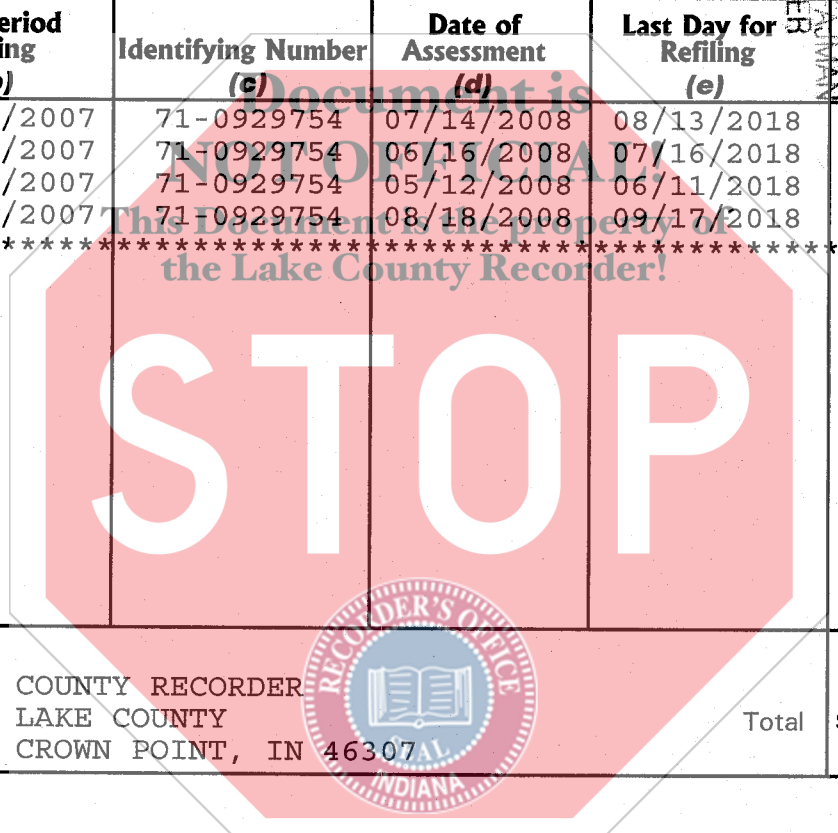 eriod
ing
)
Identifying Number
(c)
Date of
Assessment
(d)
Last Day for
Refiling
(e)
/2007 71-0929754 07/14/2008 08/13/2018
/2007 71-0929754 06/16/2008 07/16/2018
/2007 71-0929754 05/12/2008 06/11/2018
/2007 71-0929754 08/18/2008 09/17/2018
Document is
NOT OFFICIAL!
This Document is the property of
the Lake County Recorder!
STOP
COUNTY RECORDER
LAKE COUNTY
CROWN POINT, IN 46307
Total
RECORDER'S OFFICE
SEAL
INDIANA